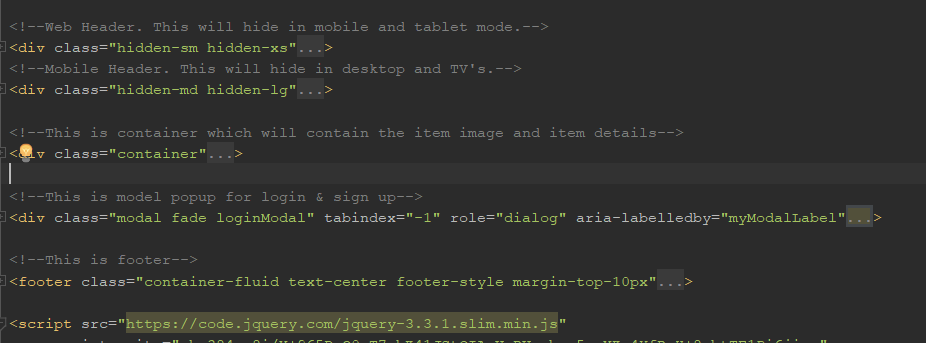 <!--Web Header. This will hide in mobile and tablet mode.-->
<div class="hidden-sm hidden-xs"...>
<!--Mobile Header. This will hide in desktop and TV's.-->
<div class="hidden-md hidden-lg"...>
<!--This is container which will contain the item image and item details-->
<div class="container"...>
<!--This is model popup for login & sign up-->
<div class="modal fade loginModal" tabindex="-1" role="dialog" aria-labelledby="myModalLabel"...>
<!--This is footer-->
<footer class="container-fluid text-center footer-style margin-top-10px"...>
<script src="https://code.jquery.com/jquery-3.3.1.slim.min.js"